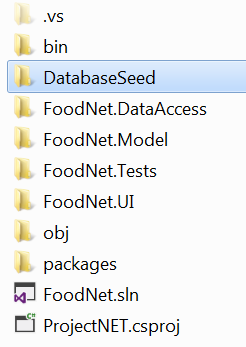 .vs
bin
DatabaseSeed
FoodNet.DataAccess
FoodNet.Model
FoodNet.Tests
FoodNet.UI
obj
packages
FoodNet.sln
ProjectNET.csproj